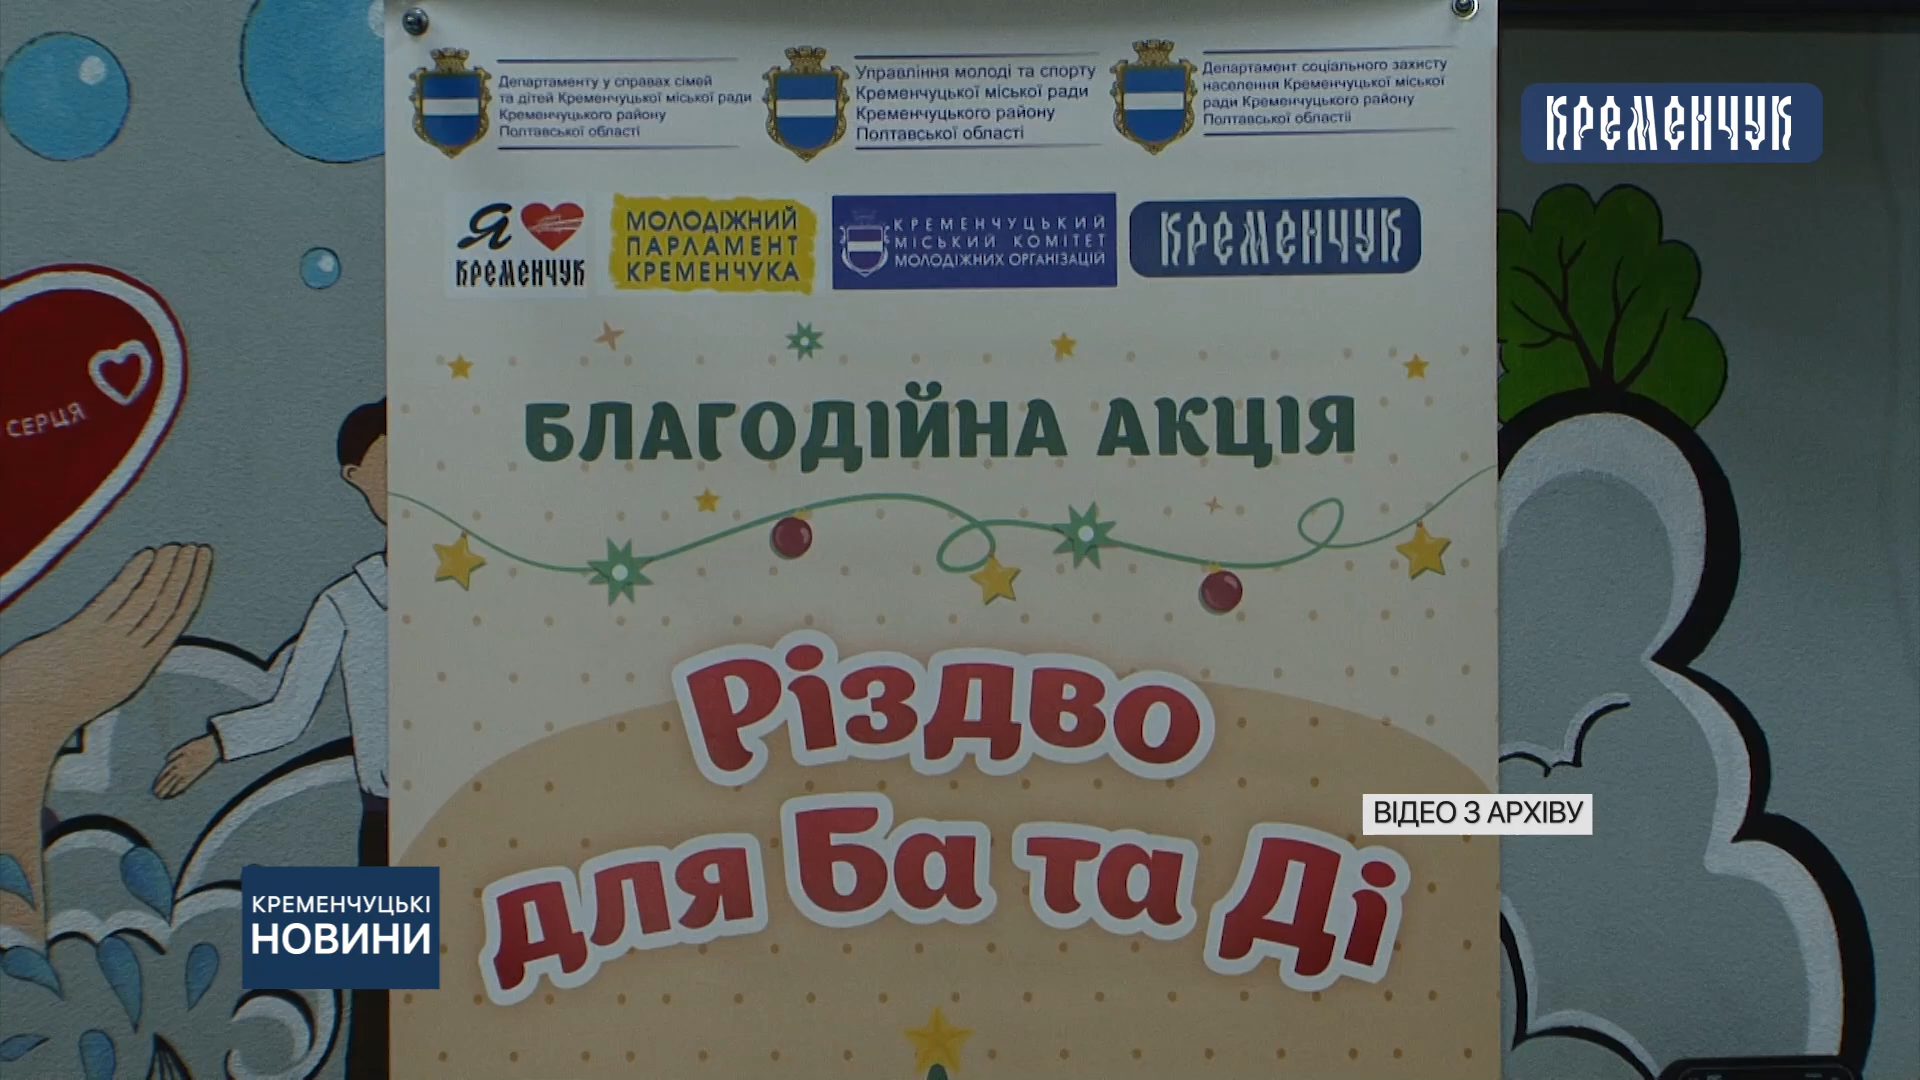 Департаменту у справах сімей
та дітей Кременчуцької міської ради
Кременчуцького району
Полтавської області
Управління молоді та спорту
Кременчуцької міської ради
Кременчуцького району
Полтавської області
Департамент соціального захисту
населення Кременчуцької міської
ради Кременчуцького району
Полтавської області
КРЕМЕНЧУК
Я
КРЕМЕНЧУК
МОЛОДІЖНИЙ
ПАРЛАМЕНТ
КРЕМЕНЧУКА
КРЕМЕНЧУЦЬКИЙ
МІСЬКИЙ КОМІТЕТ
МОЛОДІЖНИХ ОРГАНІЗАЦІЙ
КРЕМЕНЧУК
СЕРЦЯ
БЛАГОДІЙНА АКЦІЯ
Різдво
для Ба та Ді
ВІДЕО З АРХІВУ
КРЕМЕНЧУЦЬКІ
НОВИНИ